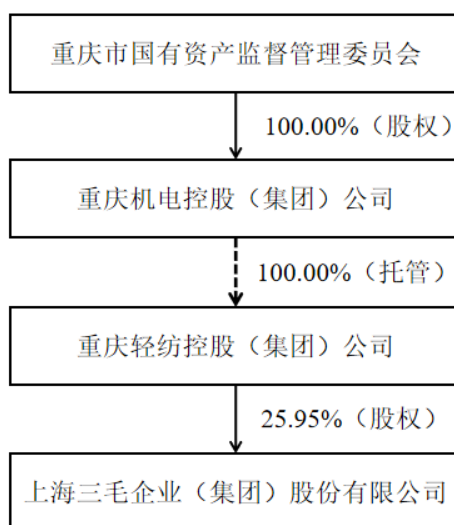 重庆市国有资产监督管理委员会
100.00%（股权）
重庆机电控股（集团）公司
100.00%（托管）
重庆轻纺控股（集团）公司
25.95%（股权）
上海三毛企业（集团）股份有限公司